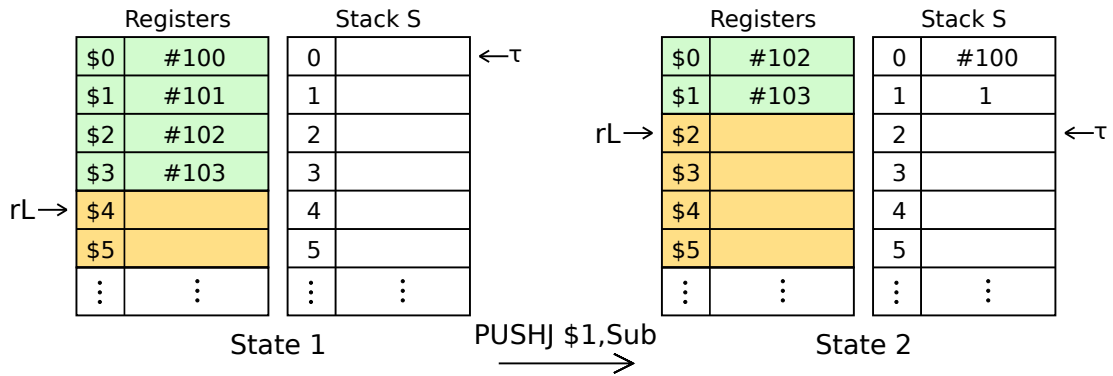 Registers Stack S
$0 #100 0 ←τ
$1 #101 1
$2 #102 2
$3 #103 3
rL→ $4 4
$5 5
⋮ ⋮ ⋮ ⋮
State 1
PUSHJ $1,Sub
Registers Stack S
$0 #102 0 #100
$1 #103 1 1
rL→ $2 2 ←τ
$3 3
$4 4
$5 5
⋮ ⋮ ⋮ ⋮
State 2